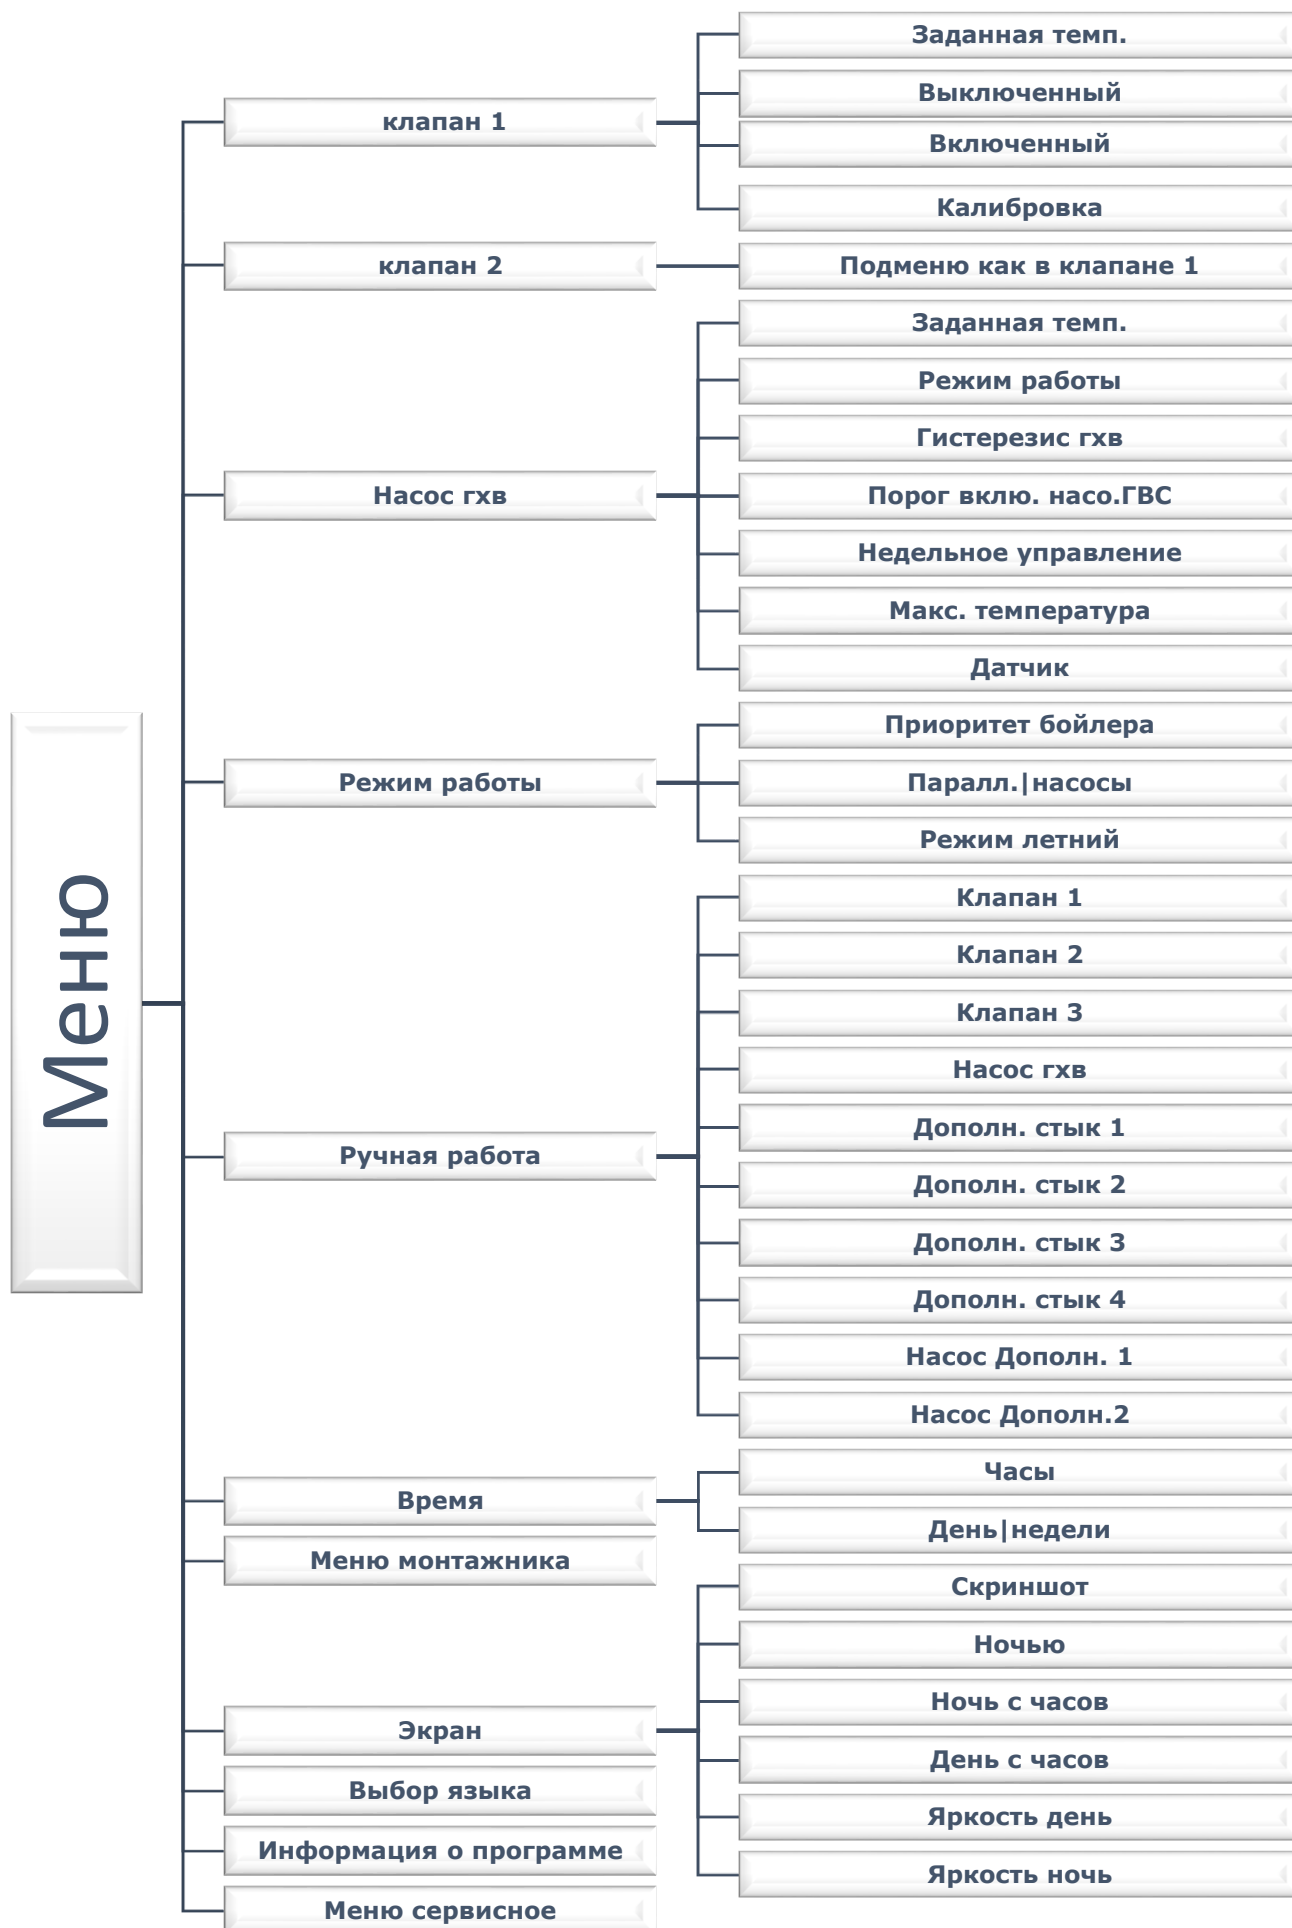 Меню
клапан 1
Заданная темп.
Выключенный
Включенный
Калибровка
клапан 2
Подменю как в клапане 1
Насос гхв
Заданная темп.
Режим работы
Гистерезис гхв
Порог вклю. насо.ГВС
Недельное управление
Макс. температура
Датчик
Режим работы
Приоритет бойлера
Паралл.|насосы
Режим летний
Ручная работа
Клапан 1
Клапан 2
Клапан 3
Насос гхв
Дополн. стык 1
Дополн. стык 2
Дополн. стык 3
Дополн. стык 4
Насос Дополн. 1
Насос Дополн.2
Время
Часы
День|недели
Меню монтажника
Экран
Скриншот
Ночью
Ночь с часов
День с часов
Яркость день
Яркость ночь
Выбор языка
Информация о программе
Меню сервисное